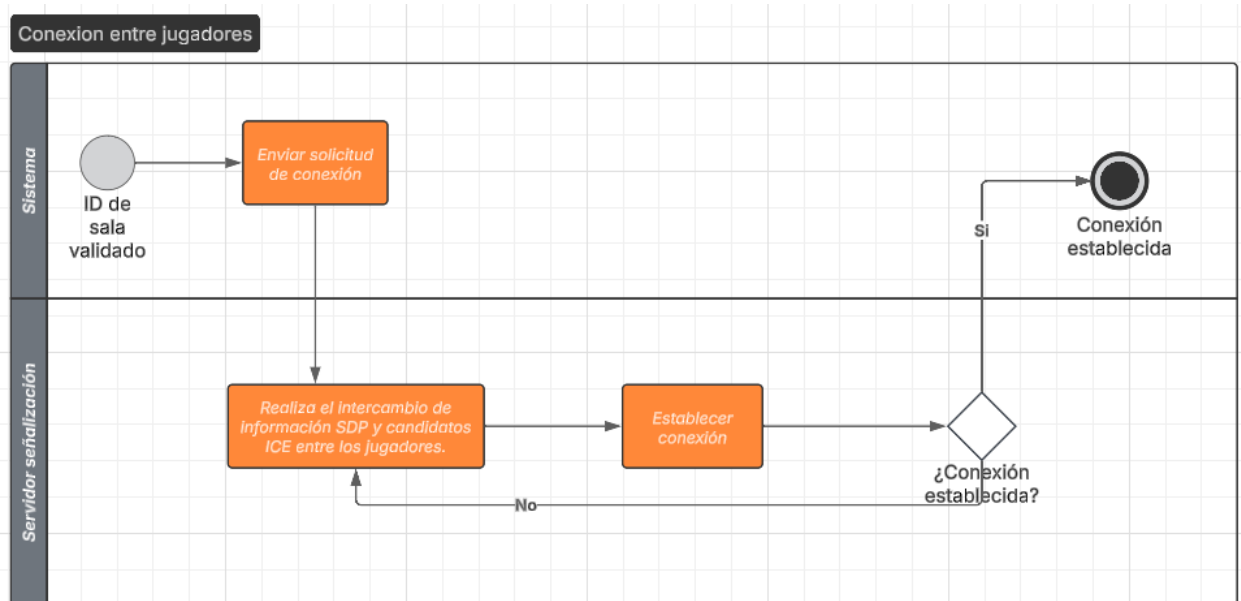 Conexion entre jugadores
Sistema
ID de
sala
validado
Enviar solicitud
de conexión
Si
Conexión
establecida
Servidor señalización
Realiza el intercambio de
información SDP y candidatos
ICE entre los jugadores.
Establecer
conexión
¿Conexión
establecida?
No